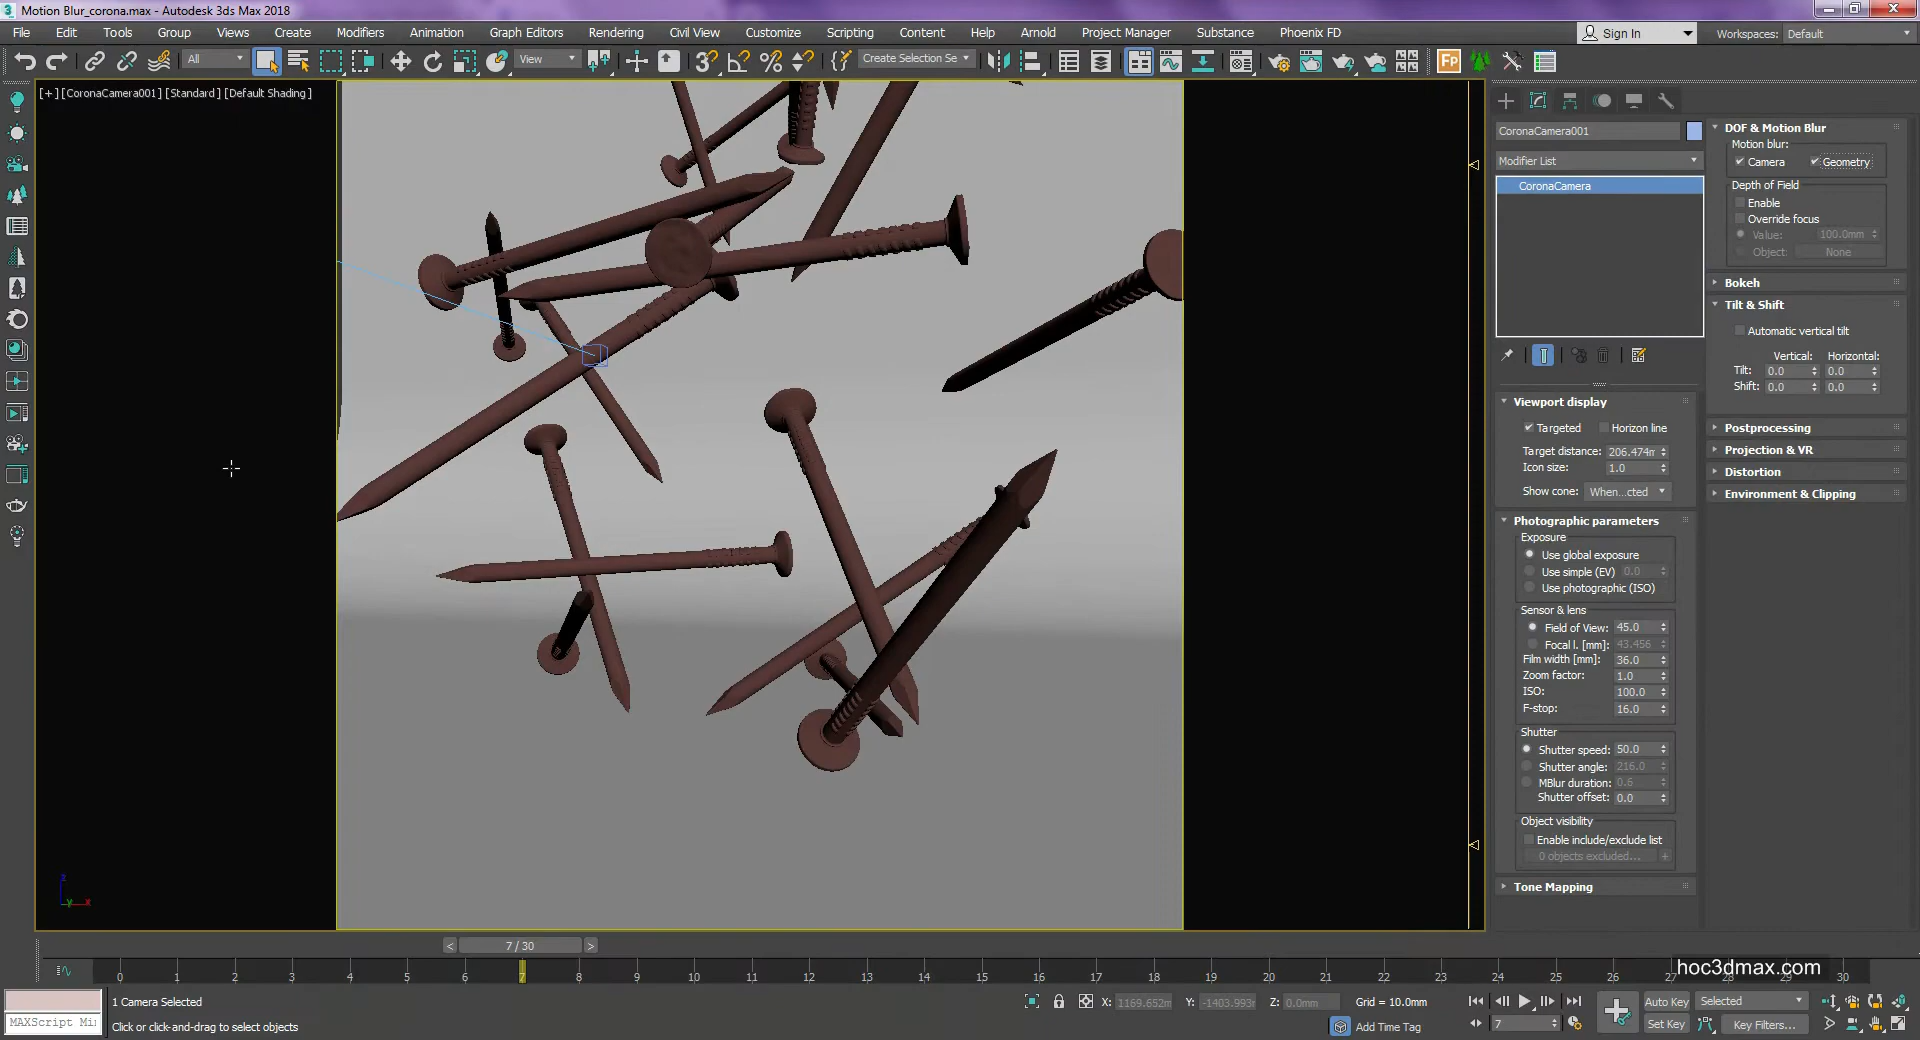 Motion Blur_corona.max - Autodesk 3ds Max 2018
File Edit Tools Group Views Create Modifiers Animation Graph Editors Rendering Civil View Customize Scripting Content Help Arnold Project Manager Substance Phoenix FD Sign In Workspaces: Default
All View Create Selection Se Fp
[+] [CoronaCamera001] [Standard] [Default Shading]
CoronaCamera001
Modifier List
CoronaCamera
Viewport display
Targeted Horizon line
Target distance: 206.474m
Icon size: 1.0
Show cone: When...cted
Photographic parameters
Exposure
Use global exposure
Use simple (EV) 0.0
Use photographic (ISO)
Sensor & lens
Field of View: 45.0
Focal l. [mm]: 43.456
Film width [mm]: 36.0
Zoom factor: 1.0
ISO: 100.0
F-stop: 16.0
Shutter
Shutter speed: 50.0
Shutter angle: 216.0
MBlur duration: 0.6
Shutter offset: 0.0
Object visibility
Enable include/exclude list
0 objects excluded... +
Tone Mapping
DOF & Motion Blur
Motion blur:
Camera Geometry
Depth of Field
Enable
Override focus
Value: 100.0mm
Object: None
Bokeh
Tilt & Shift
Automatic vertical tilt
Vertical: Horizontal:
Tilt: 0.0 0.0
Shift: 0.0 0.0
Postprocessing
Projection & VR
Distortion
Environment & Clipping
z
y x
< 7 / 30 >
0 1 2 3 4 5 6 7 8 9 10 11 12 13 14 15 16 17 18 19 20 21 22 23 24 25 26 27 28 29 30
hoc3dmax.com
1 Camera Selected X: 1169.652m Y: -1403.993m Z: 0.0mm Grid = 10.0mm Auto Key Selected
MAXScript Mi Click or click-and-drag to select objects Add Time Tag 7 Set Key Key Filters...